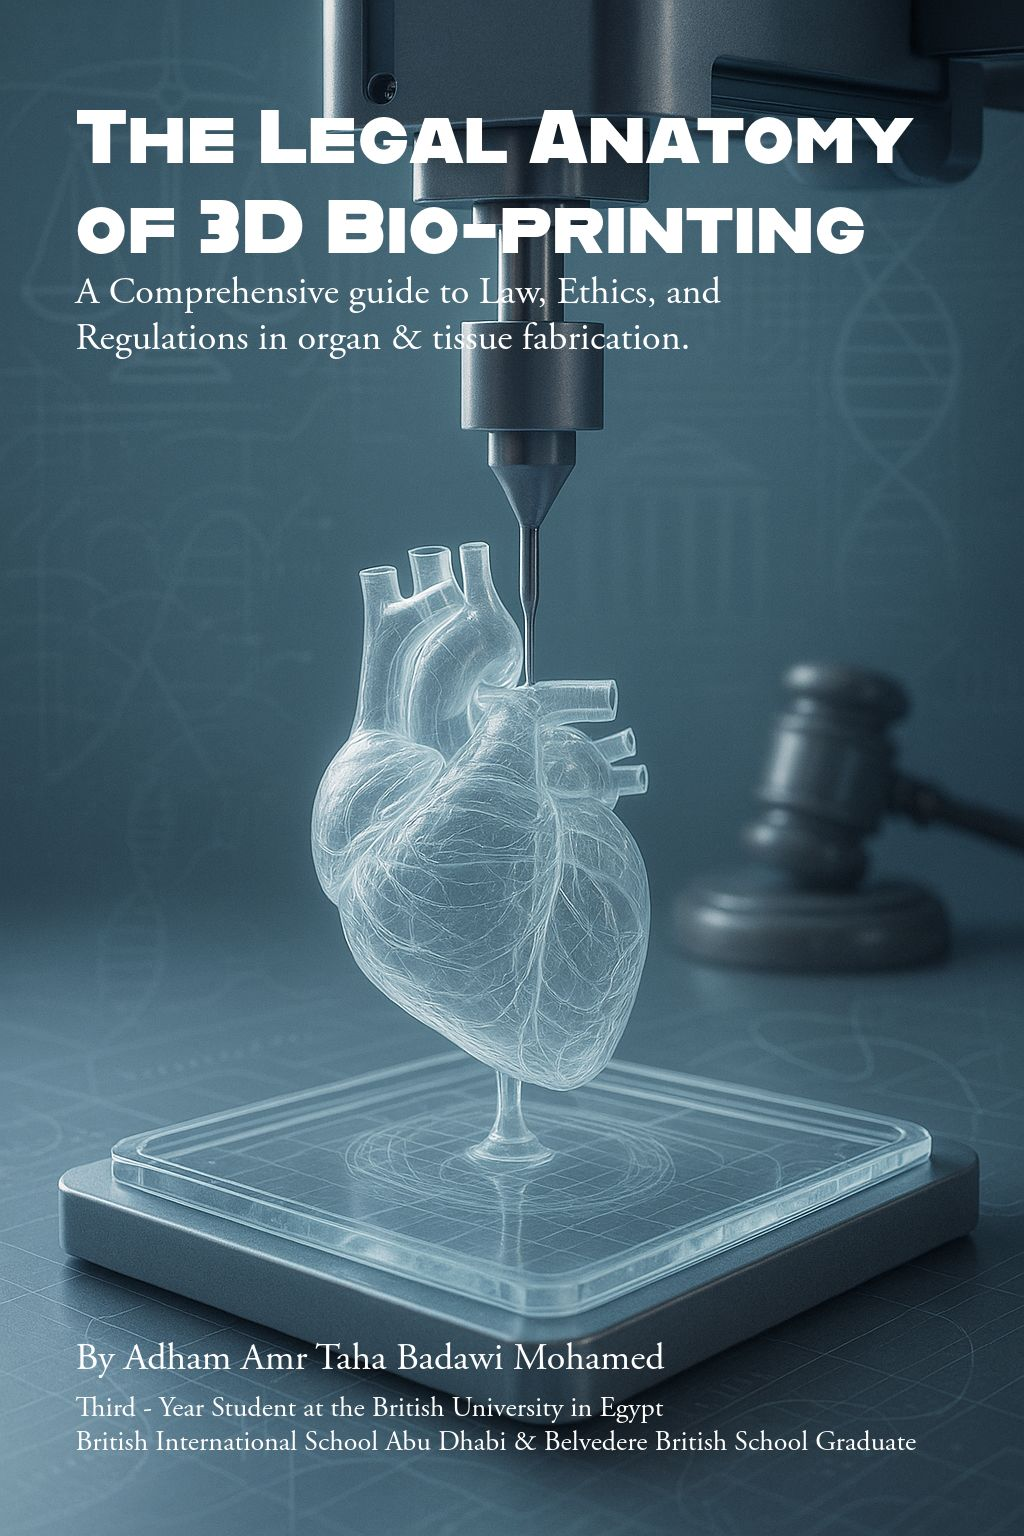 The Legal Anatomy
of 3D Bio-printing
A Comprehensive guide to Law, Ethics, and
Regulations in organ & tissue fabrication.
By Adham Amr Taha Badawi Mohamed
Third - Year Student at the British University in Egypt
British International School Abu Dhabi & Belvedere British School Graduate